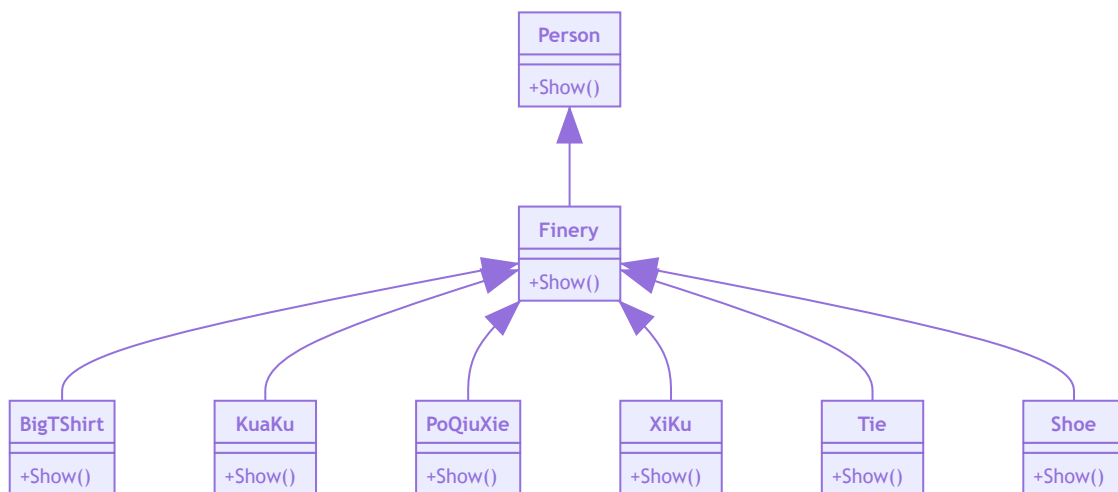 Person
+Show()
Finery
+Show()
BigTShirt
+Show()
KuaKu
+Show()
PoQiuXie
+Show()
XiKu
+Show()
Tie
+Show()
Shoe
+Show()